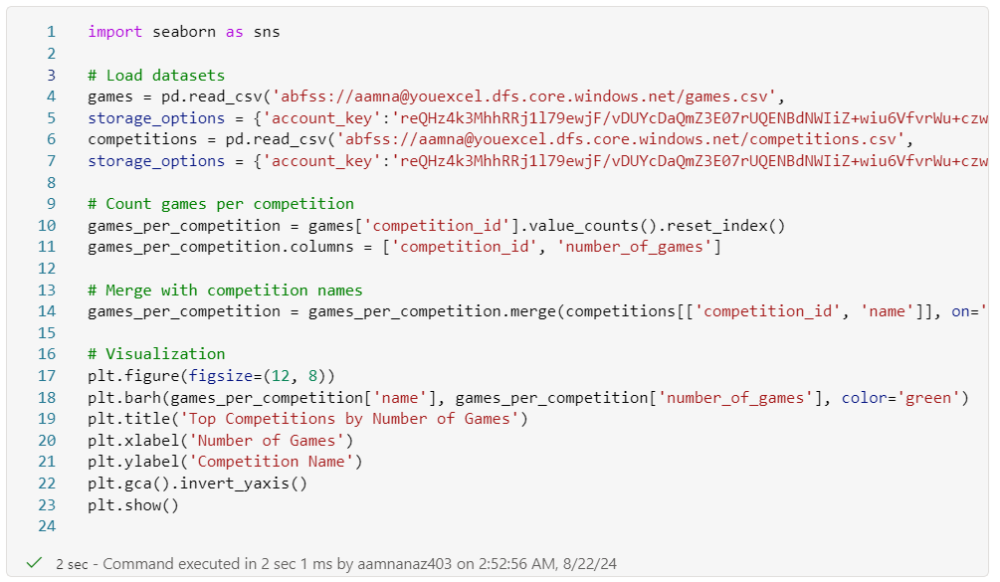 1 import seaborn as sns
2
3 # Load datasets
4 games = pd.read_csv('abfss://aamna@youexcel.dfs.core.windows.net/games.csv',
5 storage_options = {'account_key':'reQHz4k3MhhRRj1l79ewjF/vDUYcDaQmZ3E07rUQENBdNWIiZ+wiu6VfvrWu+czw
6 competitions = pd.read_csv('abfss://aamna@youexcel.dfs.core.windows.net/competitions.csv',
7 storage_options = {'account_key':'reQHz4k3MhhRRj1l79ewjF/vDUYcDaQmZ3E07rUQENBdNWIiZ+wiu6VfvrWu+czw
8
9 # Count games per competition
10 games_per_competition = games['competition_id'].value_counts().reset_index()
11 games_per_competition.columns = ['competition_id', 'number_of_games']
12
13 # Merge with competition names
14 games_per_competition = games_per_competition.merge(competitions[['competition_id', 'name']], on='
15
16 # Visualization
17 plt.figure(figsize=(12, 8))
18 plt.barh(games_per_competition['name'], games_per_competition['number_of_games'], color='green')
19 plt.title('Top Competitions by Number of Games')
20 plt.xlabel('Number of Games')
21 plt.ylabel('Competition Name')
22 plt.gca().invert_yaxis()
23 plt.show()
24
2 sec - Command executed in 2 sec 1 ms by aamnanaz403 on 2:52:56 AM, 8/22/24